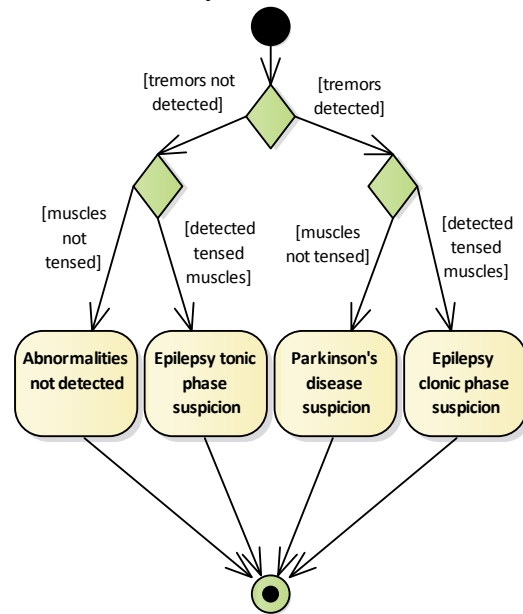 [tremors not
detected]
[tremors
detected]
[muscles
not
tensed]
[detected
tensed
muscles]
[muscles
not tensed]
[detected
tensed
muscles]
Abnormalities
not detected
Epilepsy tonic
phase
suspicion
Parkinson's
disease
suspicion
Epilepsy
clonic phase
suspicion